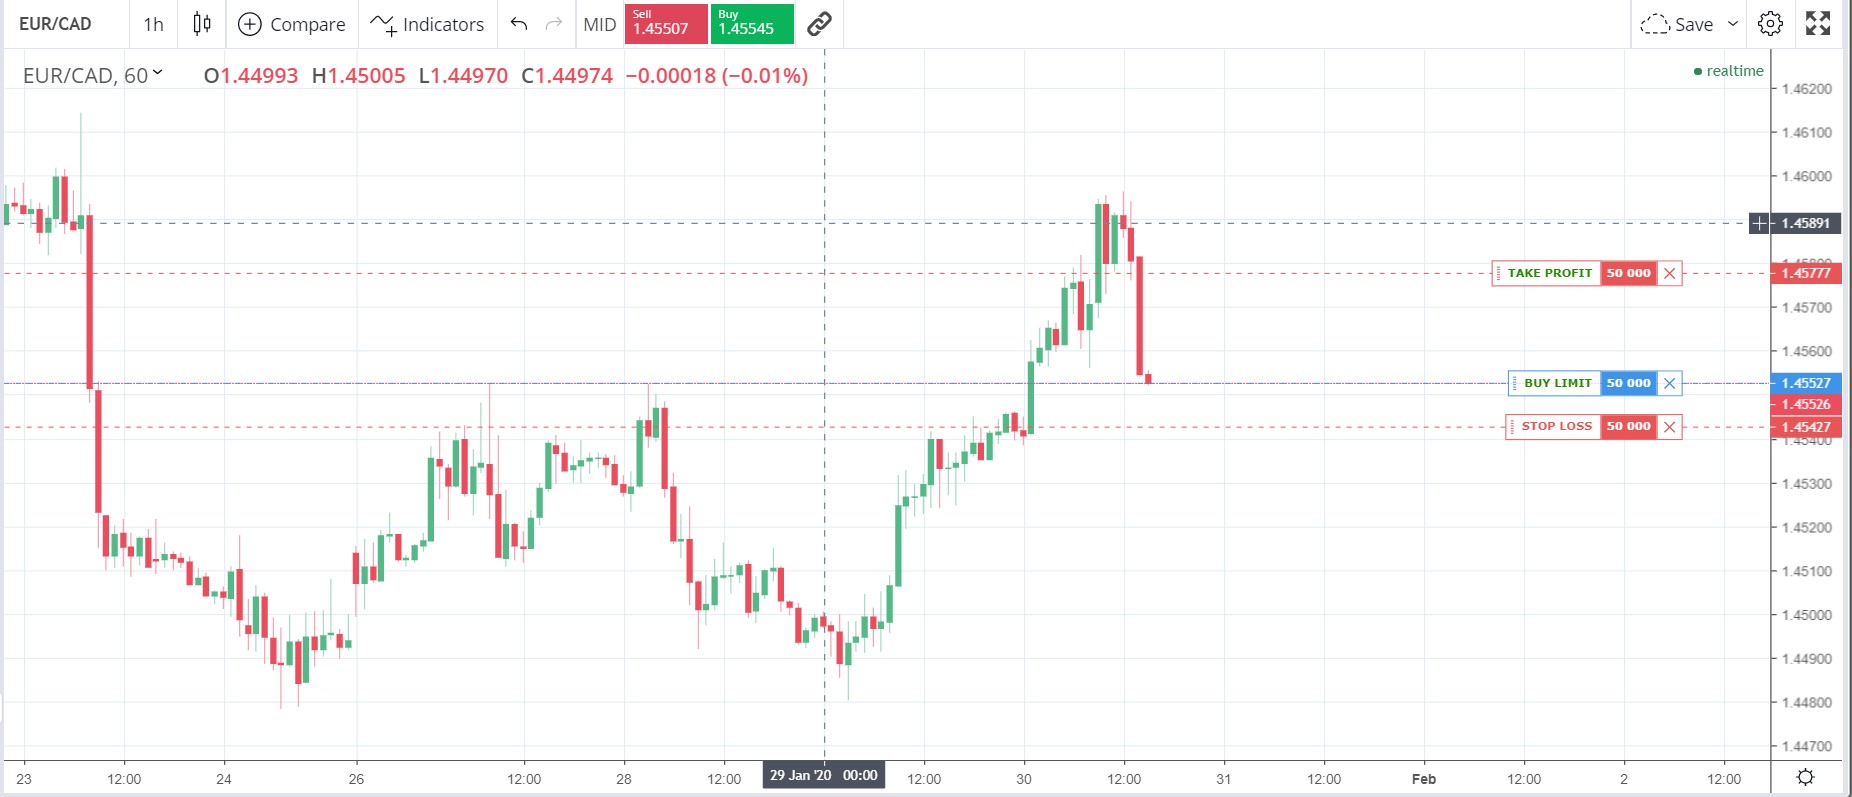 EUR/CAD 1h Compare Indicators MID Sell 1.45507 Buy 1.45545 Save
EUR/CAD, 60 O1.44993 H1.45005 L1.44970 C1.44974 −0.00018 (−0.01%)
realtime
1.46200
1.46100
1.46000
1.45891
TAKE PROFIT 50 000 1.45777
1.45700
1.45600
BUY LIMIT 50 000 1.45527
1.45526
STOP LOSS 50 000 1.45427
1.45400
1.45300
1.45200
1.45100
1.45000
1.44900
1.44800
1.44700
23 12:00 24 26 12:00 28 12:00 29 Jan '20 00:00 12:00 30 12:00 31 12:00 Feb 12:00 2 12:00